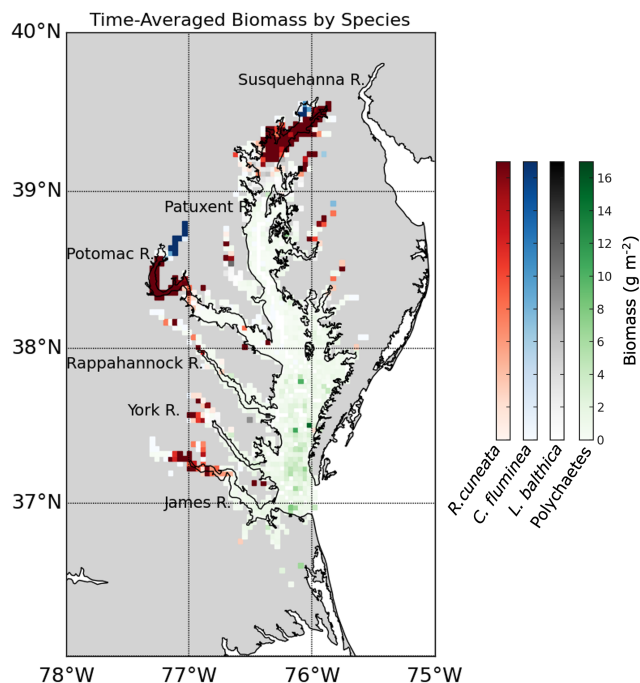 Time-Averaged Biomass by Species
40°N
39°N
38°N
37°N
78°W
77°W
76°W
75°W
Susquehanna R.
Patuxent R.
Potomac R.
Rappahannock R.
York R.
James R.
16
14
12
10
8
6
4
2
0
Biomass (g m⁻²)
R.cuneata
C. fluminea
L. balthica
Polychaetes